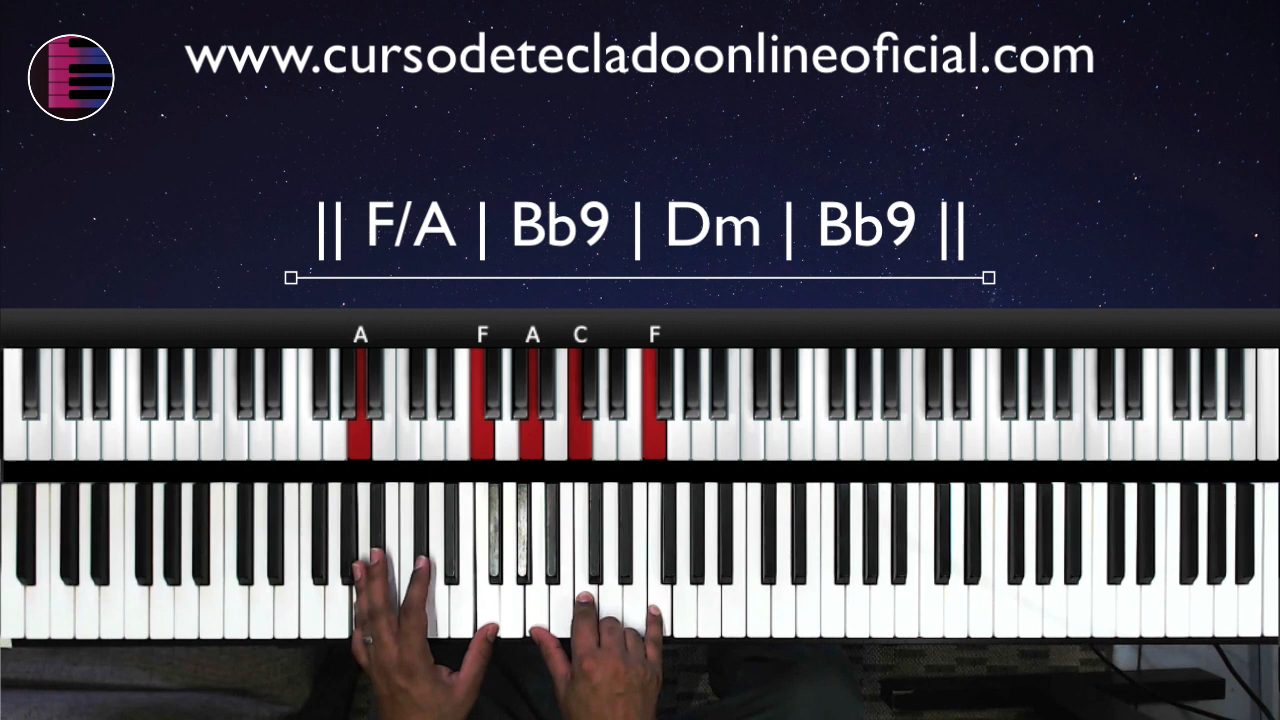 www.cursodetecladoonlineoficial.com
|| F/A | Bb9 | Dm | Bb9 ||
A F A C F